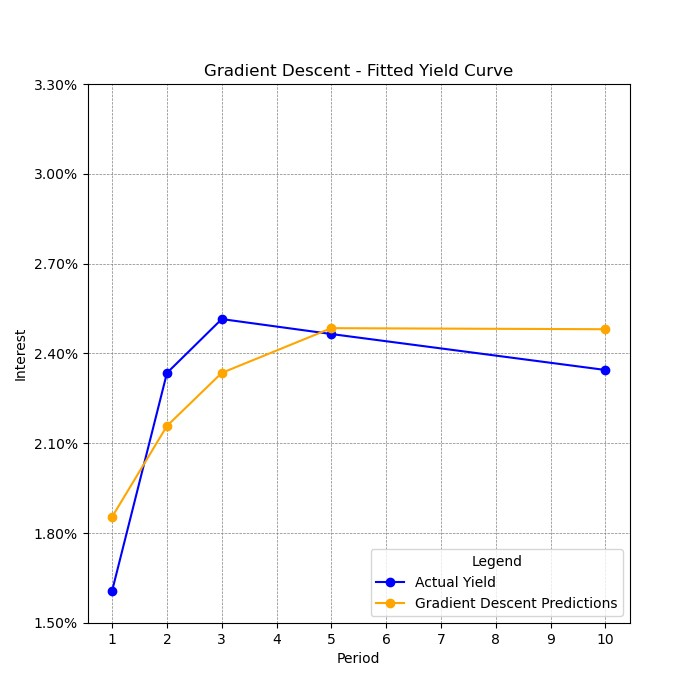 Gradient Descent - Fitted Yield Curve
3.30%
3.00%
2.70%
2.40%
2.10%
1.80%
1.50%
Interest
Legend
Actual Yield
Gradient Descent Predictions
1 2 3 4 5 6 7 8 9 10
Period